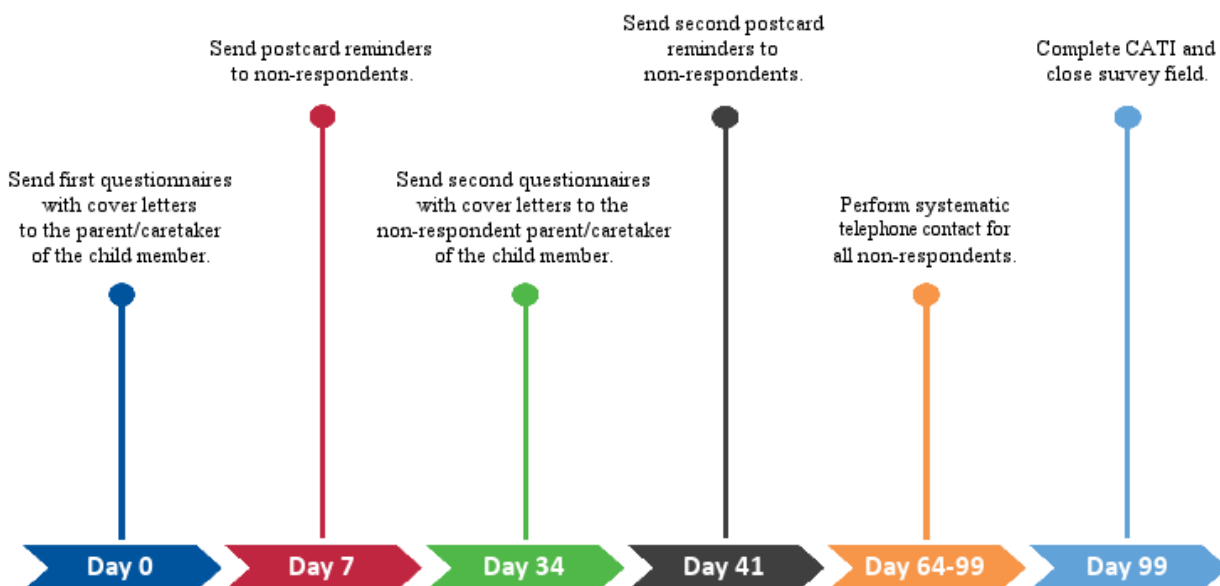 Send first questionnaires
with cover letters
to the parent/caretaker
of the child member.
Send postcard reminders
to non-respondents.
Send second questionnaires
with cover letters to the
non-respondent parent/caretaker
of the child member.
Send second postcard
reminders to
non-respondents.
Perform systematic
telephone contact for
all non-respondents.
Complete CATI and
close survey field.
Day 0
Day 7
Day 34
Day 41
Day 64-99
Day 99